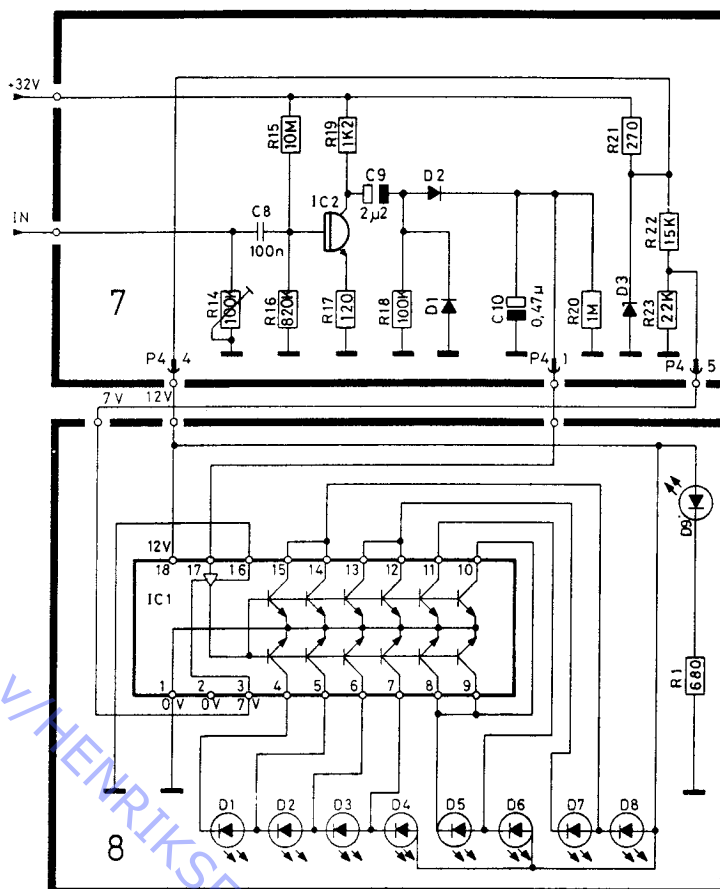 +32V
R15 10M
R19 1K2
R21 270
C9
2µ2
D2
IC2
IN
C8
100n
R22 15K
7
R14 100K
R16 820K
R17 120
R18 100K
D1
C10 0,47µ
R20 1M
D3
R23 22K
P4 4
P4 1
P4 5
7V 12V
D9
12V
18 17 16 15 14 13 12 11 10
IC1
1 2 3 4 5 6 7 8 9
0V 0V 7V
R1 680
D1 D2 D3 D4 D5 D6 D7 D8
8